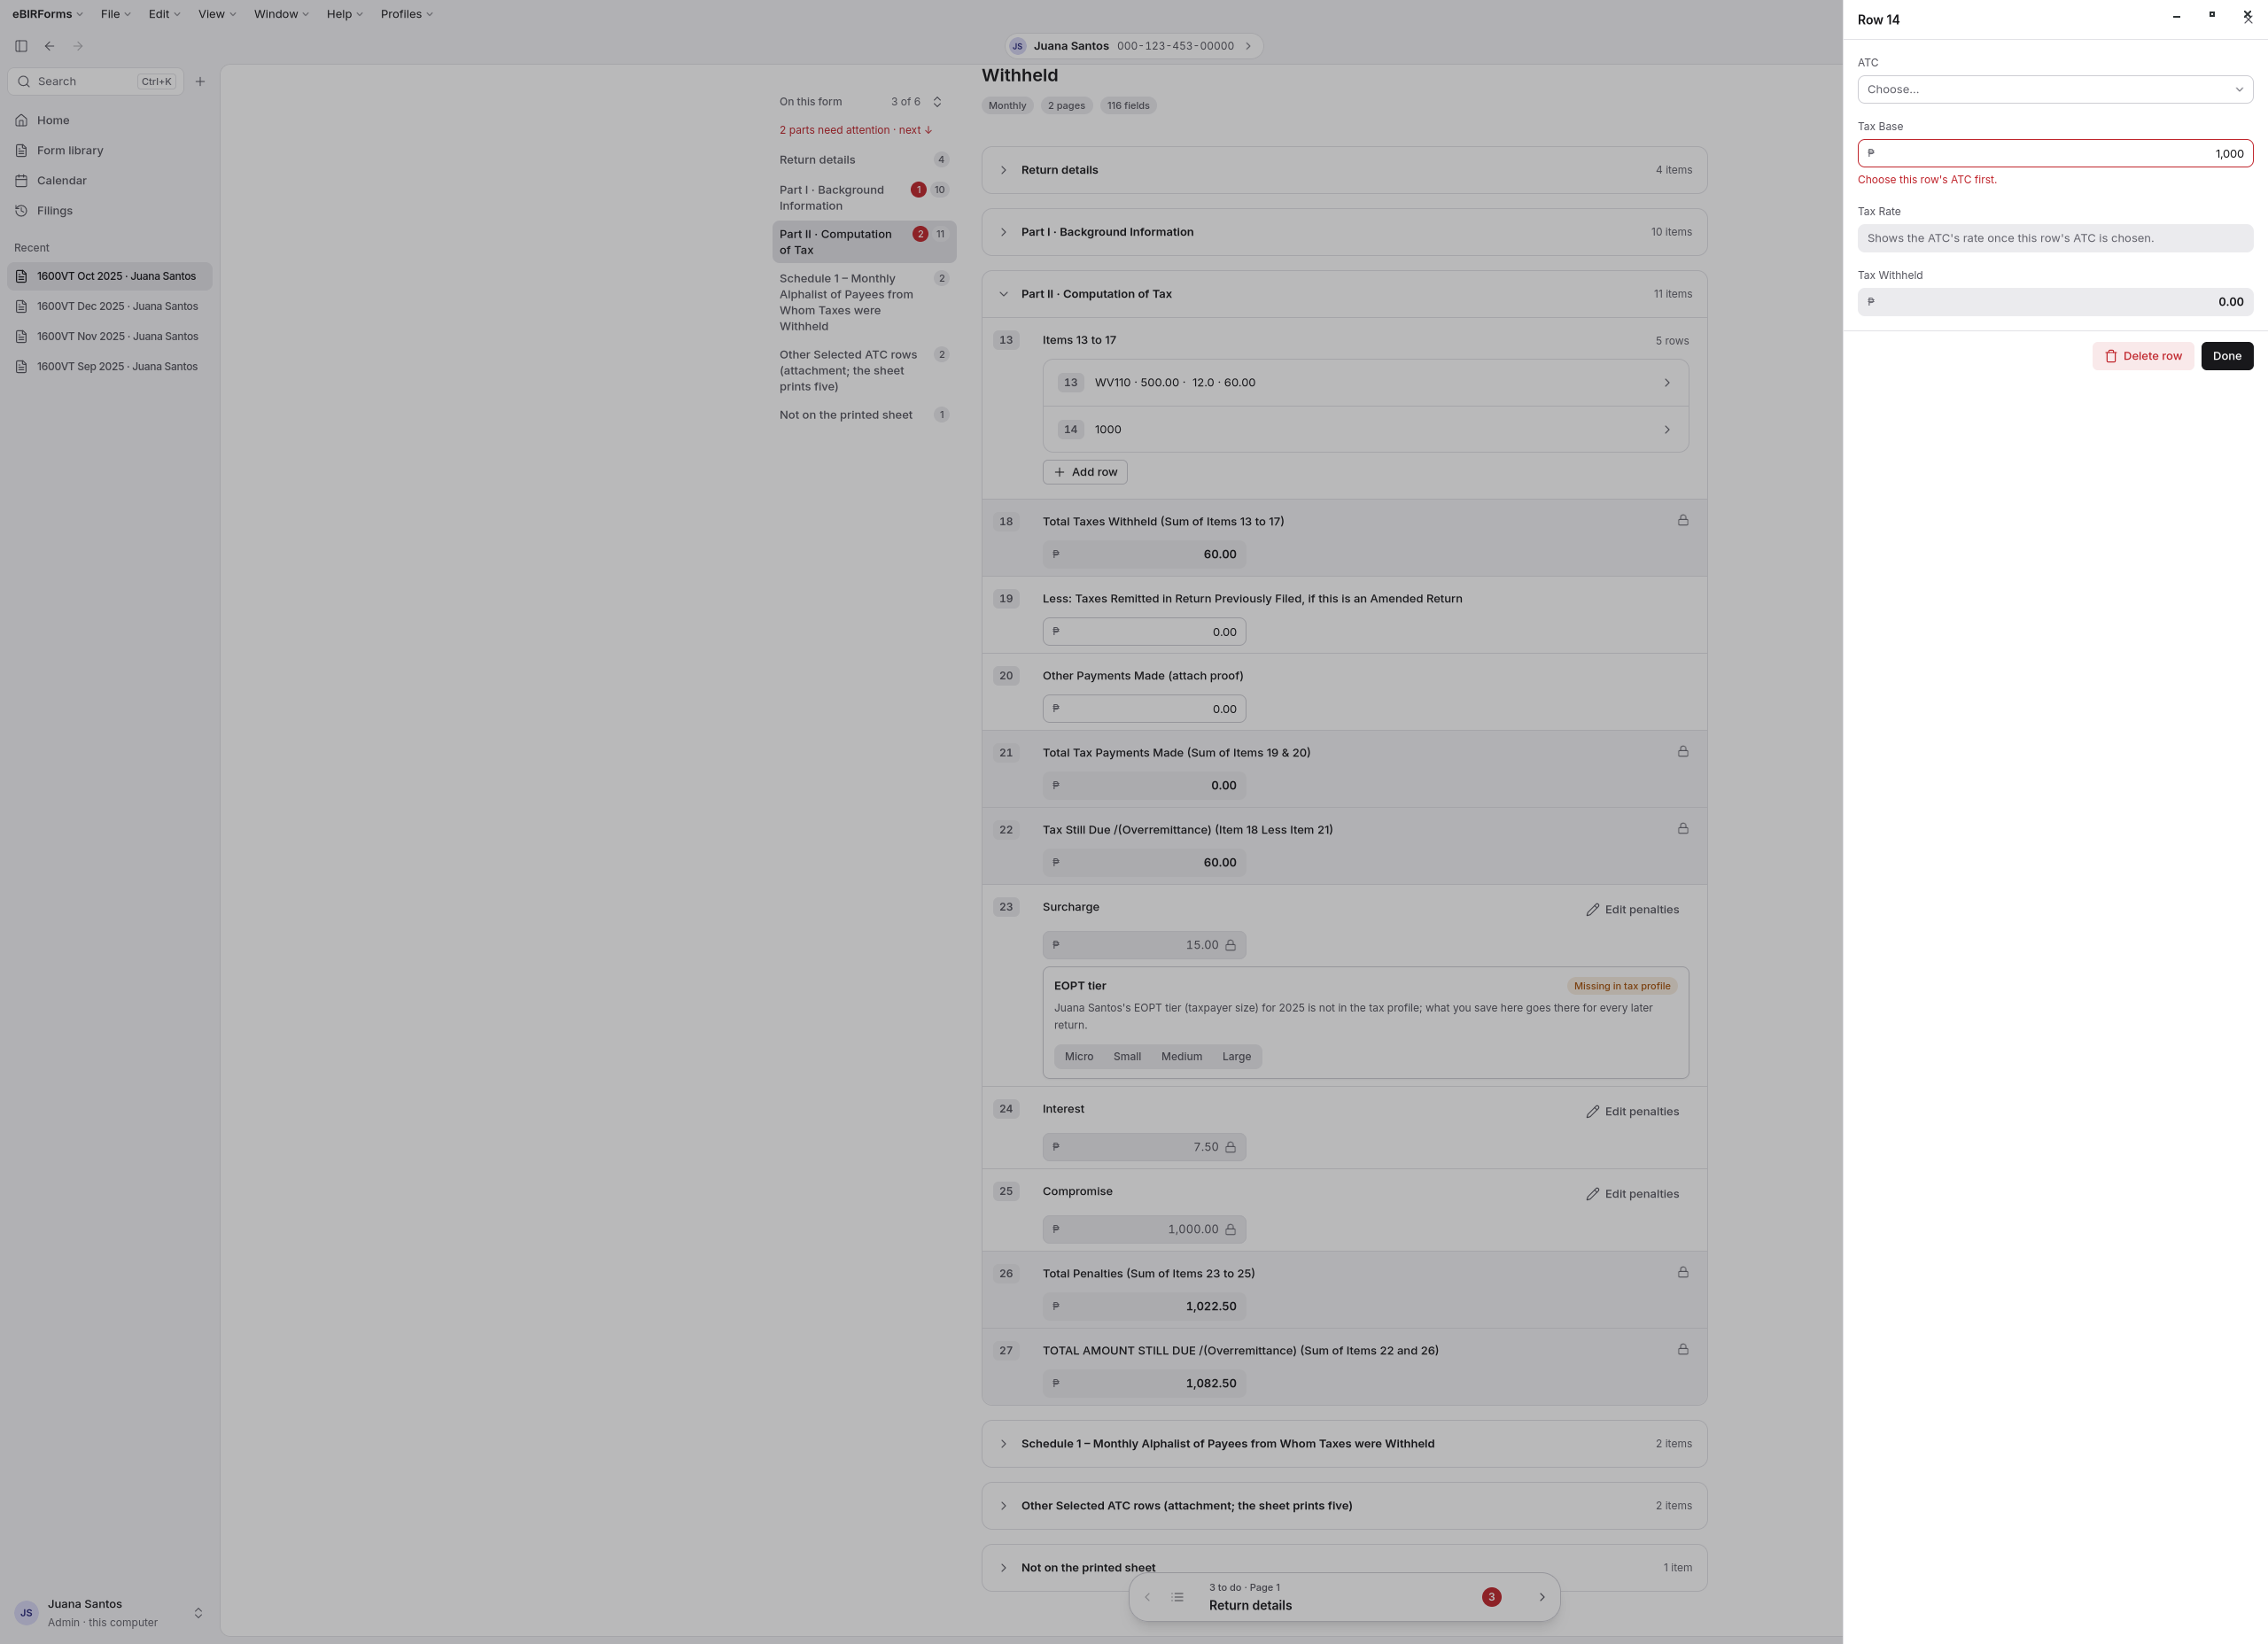 eBIRForms File Edit View Window Help Profiles
JS Juana Santos 000-123-453-00000
Search Ctrl+K
Home
Form library
Calendar
Filings
Recent
1600VT Oct 2025 · Juana Santos
1600VT Dec 2025 · Juana Santos
1600VT Nov 2025 · Juana Santos
1600VT Sep 2025 · Juana Santos
JS Juana Santos
Admin · this computer
On this form 3 of 6
2 parts need attention · next ↓
Return details 4
Part I · Background 1 10
Information
Part II · Computation 2 11
of Tax
Schedule 1 – Monthly 2
Alphalist of Payees from
Whom Taxes were
Withheld
Other Selected ATC rows 2
(attachment; the sheet
prints five)
Not on the printed sheet 1
Withheld
Monthly 2 pages 116 fields
Return details 4 items
Part I · Background Information 10 items
Part II · Computation of Tax 11 items
13 Items 13 to 17 5 rows
13 WV110 · 500.00 · 12.0 · 60.00
14 1000
Add row
18 Total Taxes Withheld (Sum of Items 13 to 17)
₱ 60.00
19 Less: Taxes Remitted in Return Previously Filed, if this is an Amended Return
₱ 0.00
20 Other Payments Made (attach proof)
₱ 0.00
21 Total Tax Payments Made (Sum of Items 19 & 20)
₱ 0.00
22 Tax Still Due /(Overremittance) (Item 18 Less Item 21)
₱ 60.00
23 Surcharge Edit penalties
₱ 15.00
EOPT tier Missing in tax profile
Juana Santos's EOPT tier (taxpayer size) for 2025 is not in the tax profile; what you save here goes there for every later
return.
Micro Small Medium Large
24 Interest Edit penalties
₱ 7.50
25 Compromise Edit penalties
₱ 1,000.00
26 Total Penalties (Sum of Items 23 to 25)
₱ 1,022.50
27 TOTAL AMOUNT STILL DUE /(Overremittance) (Sum of Items 22 and 26)
₱ 1,082.50
Schedule 1 – Monthly Alphalist of Payees from Whom Taxes were Withheld 2 items
Other Selected ATC rows (attachment; the sheet prints five) 2 items
Not on the printed sheet 1 item
3 to do · Page 1
Return details 3
Row 14
ATC
Choose...
Tax Base
₱ 1,000
Choose this row's ATC first.
Tax Rate
Shows the ATC's rate once this row's ATC is chosen.
Tax Withheld
₱ 0.00
Delete row Done